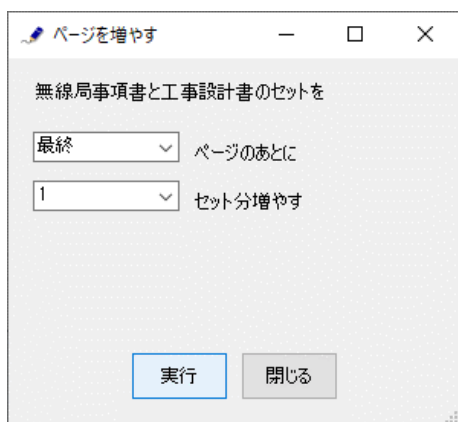 ページを増やす
無線局事項書と工事設計書のセットを
最終 ページのあとに
1 セット分増やす
実行 閉じる